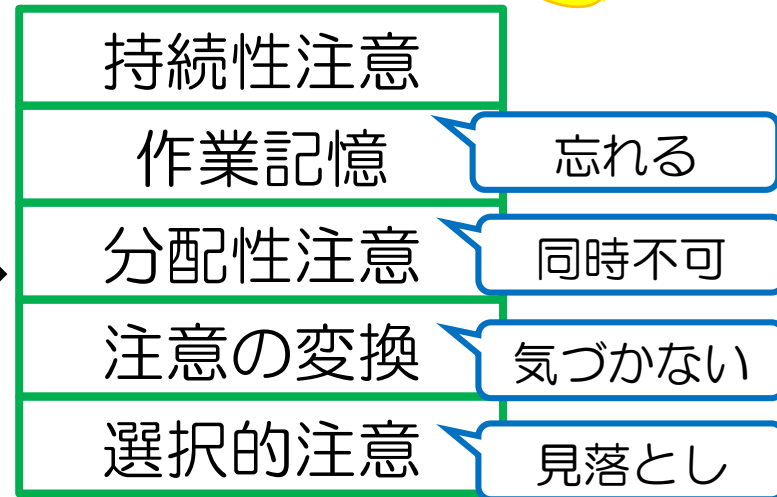 持続性注意
作業記憶
忘れる
分配性注意
同時不可
注意の変換
気づかない
選択的注意
見落とし